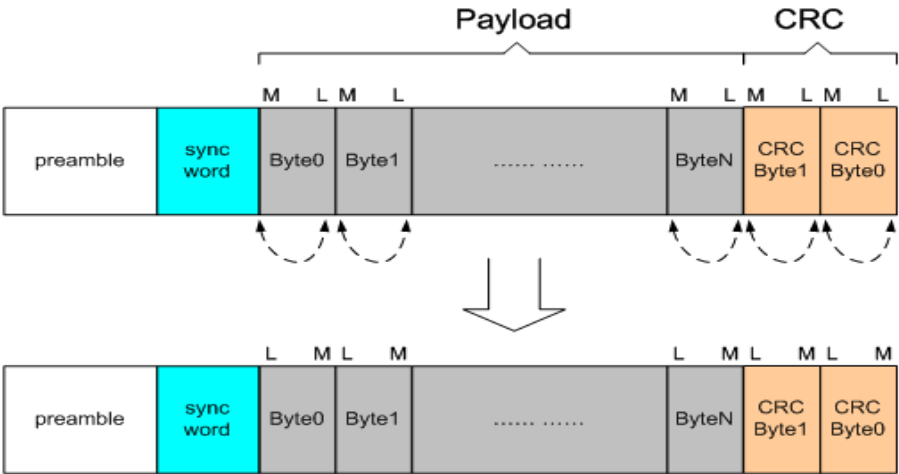 Payload CRC
M L M L M L M L M L
preamble sync word Byte0 Byte1 ...... ...... ByteN CRC Byte1 CRC Byte0
L M L M L M L M L M
preamble sync word Byte0 Byte1 ...... ...... ByteN CRC Byte1 CRC Byte0